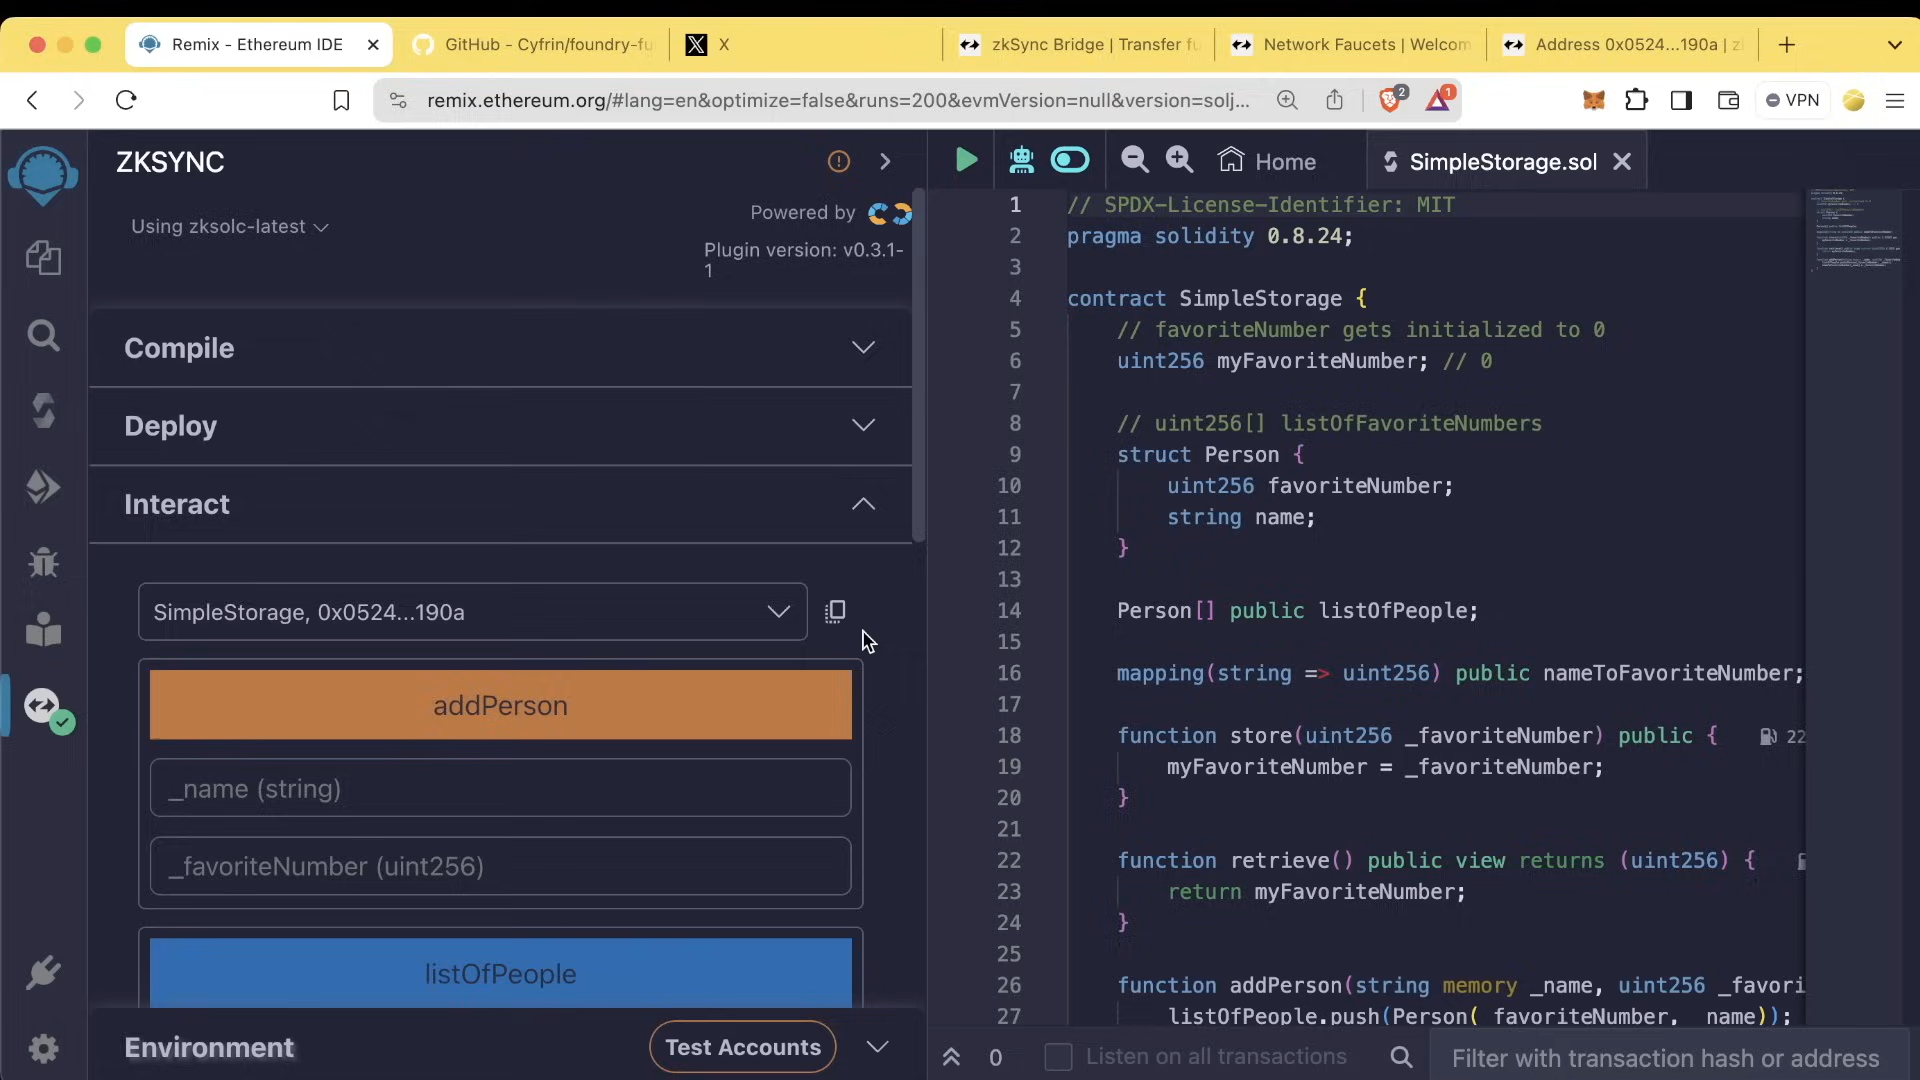 Remix - Ethereum IDE
GitHub - Cyfrin/foundry-fu
X
zkSync Bridge | Transfer fu
Network Faucets | Welcom
Address 0x0524...190a | z
remix.ethereum.org/#lang=en&optimize=false&runs=200&evmVersion=null&version=solj...
2
1
VPN
ZKSYNC
Using zksolc-latest
Powered by
Plugin version: v0.3.1-
1
Compile
Deploy
Interact
SimpleStorage, 0x0524...190a
addPerson
_name (string)
_favoriteNumber (uint256)
listOfPeople
Environment
Test Accounts
Home
SimpleStorage.sol
1 // SPDX-License-Identifier: MIT
2 pragma solidity 0.8.24;
3
4 contract SimpleStorage {
5 // favoriteNumber gets initialized to 0
6 uint256 myFavoriteNumber; // 0
7
8 // uint256[] listOfFavoriteNumbers
9 struct Person {
10 uint256 favoriteNumber;
11 string name;
12 }
13
14 Person[] public listOfPeople;
15
16 mapping(string => uint256) public nameToFavoriteNumber;
17
18 function store(uint256 _favoriteNumber) public { 22
19 myFavoriteNumber = _favoriteNumber;
20 }
21
22 function retrieve() public view returns (uint256) {
23 return myFavoriteNumber;
24 }
25
26 function addPerson(string memory _name, uint256 _favori
27 listOfPeople.push(Person( favoriteNumber, name));
0
Listen on all transactions
Filter with transaction hash or address